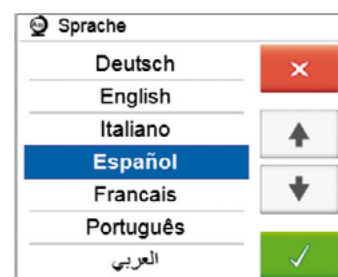 Sprache
Deutsch
English
Italiano
Español
Francais
Português
العربي